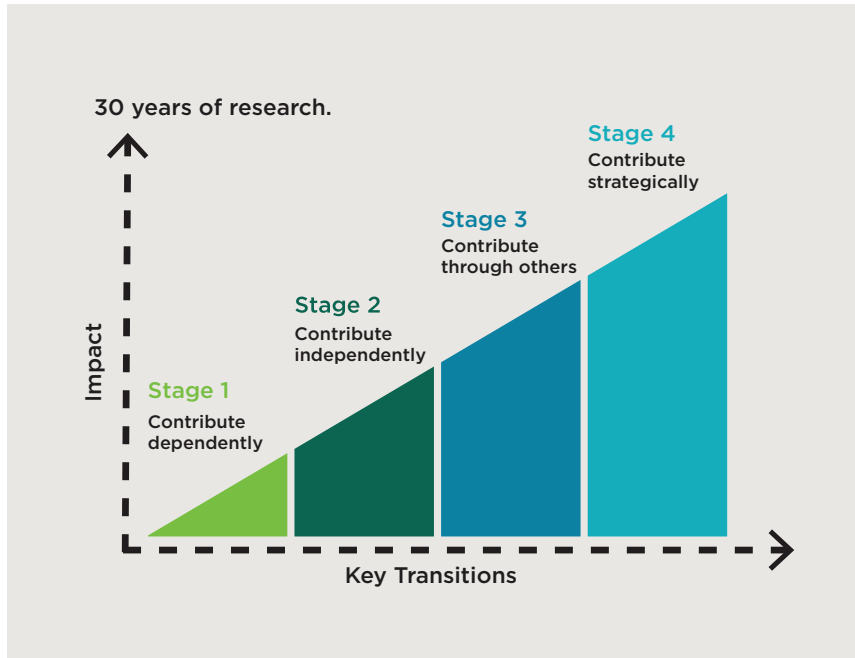 30 years of research.
Stage 4
Contribute
strategically
Stage 3
Contribute
through others
Stage 2
Contribute
independently
Stage 1
Contribute
dependently
Impact
Key Transitions